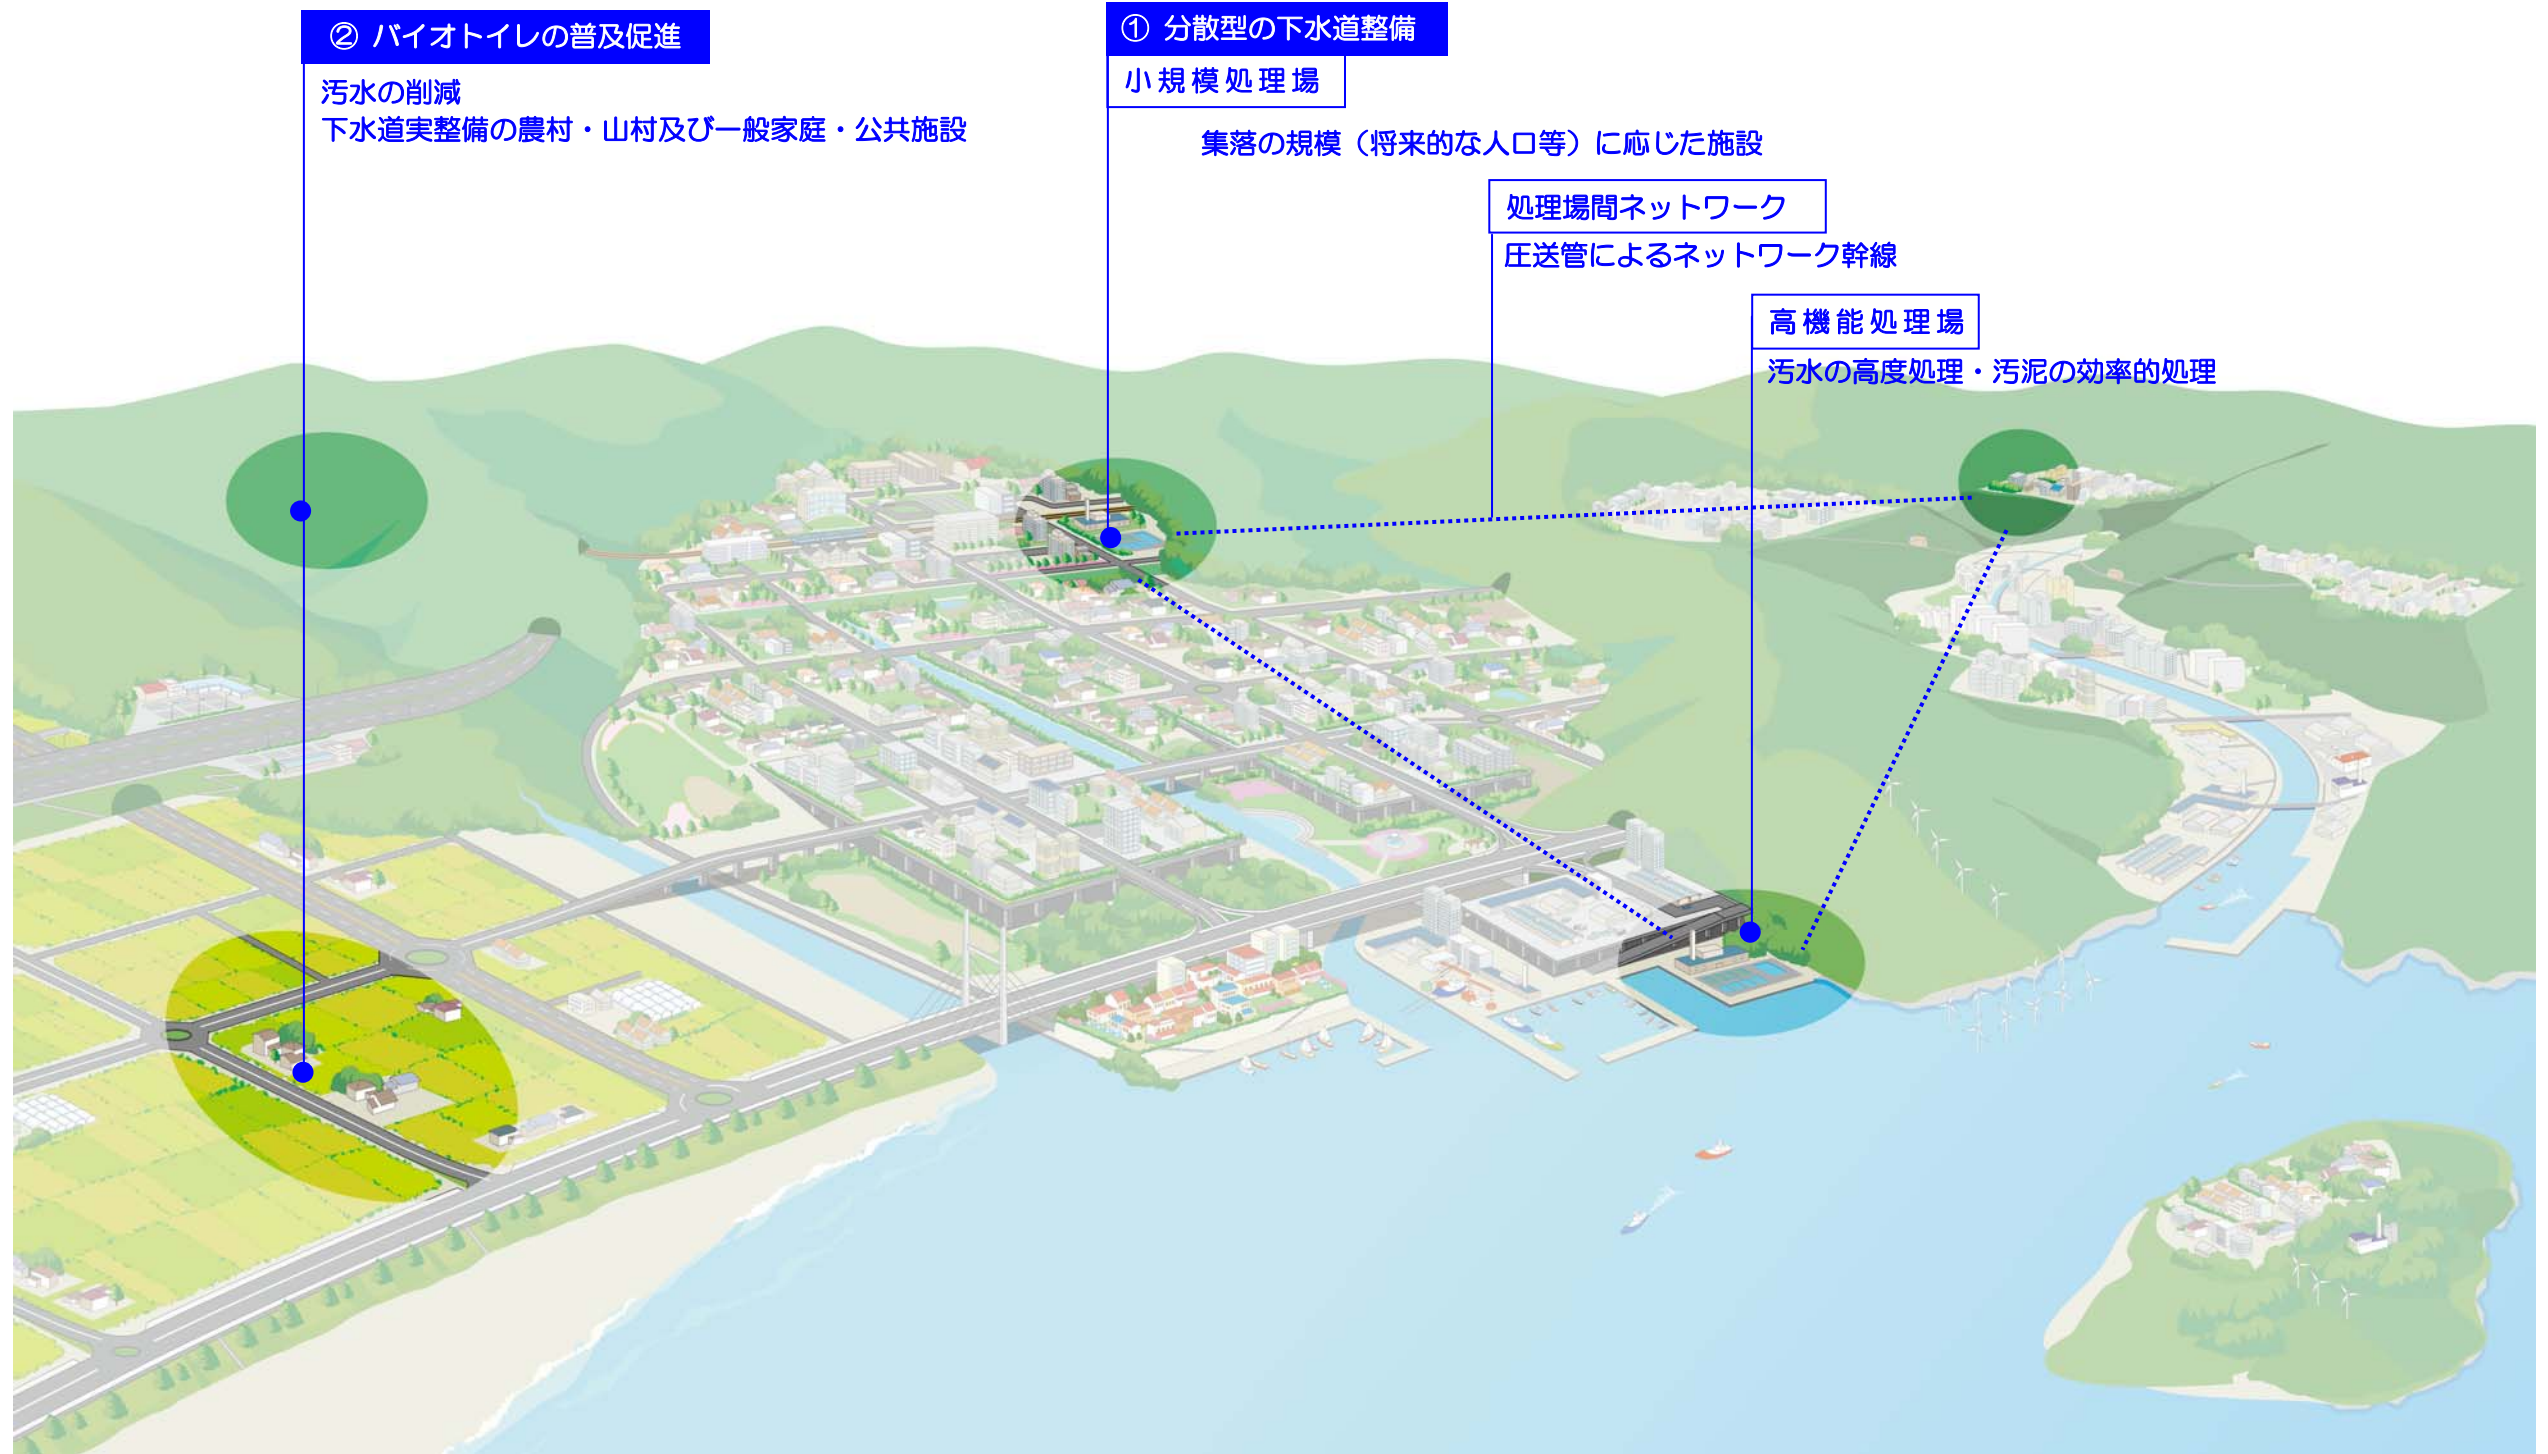 ② バイオトイレの普及促進
汚水の削減
下水道実整備の農村・山村及び一般家庭・公共施設
① 分散型の下水道整備
小規模処理場
集落の規模（将来的な人口等）に応じた施設
処理場間ネットワーク
圧送管によるネットワーク幹線
高機能処理場
汚水の高度処理・汚泥の効率的処理